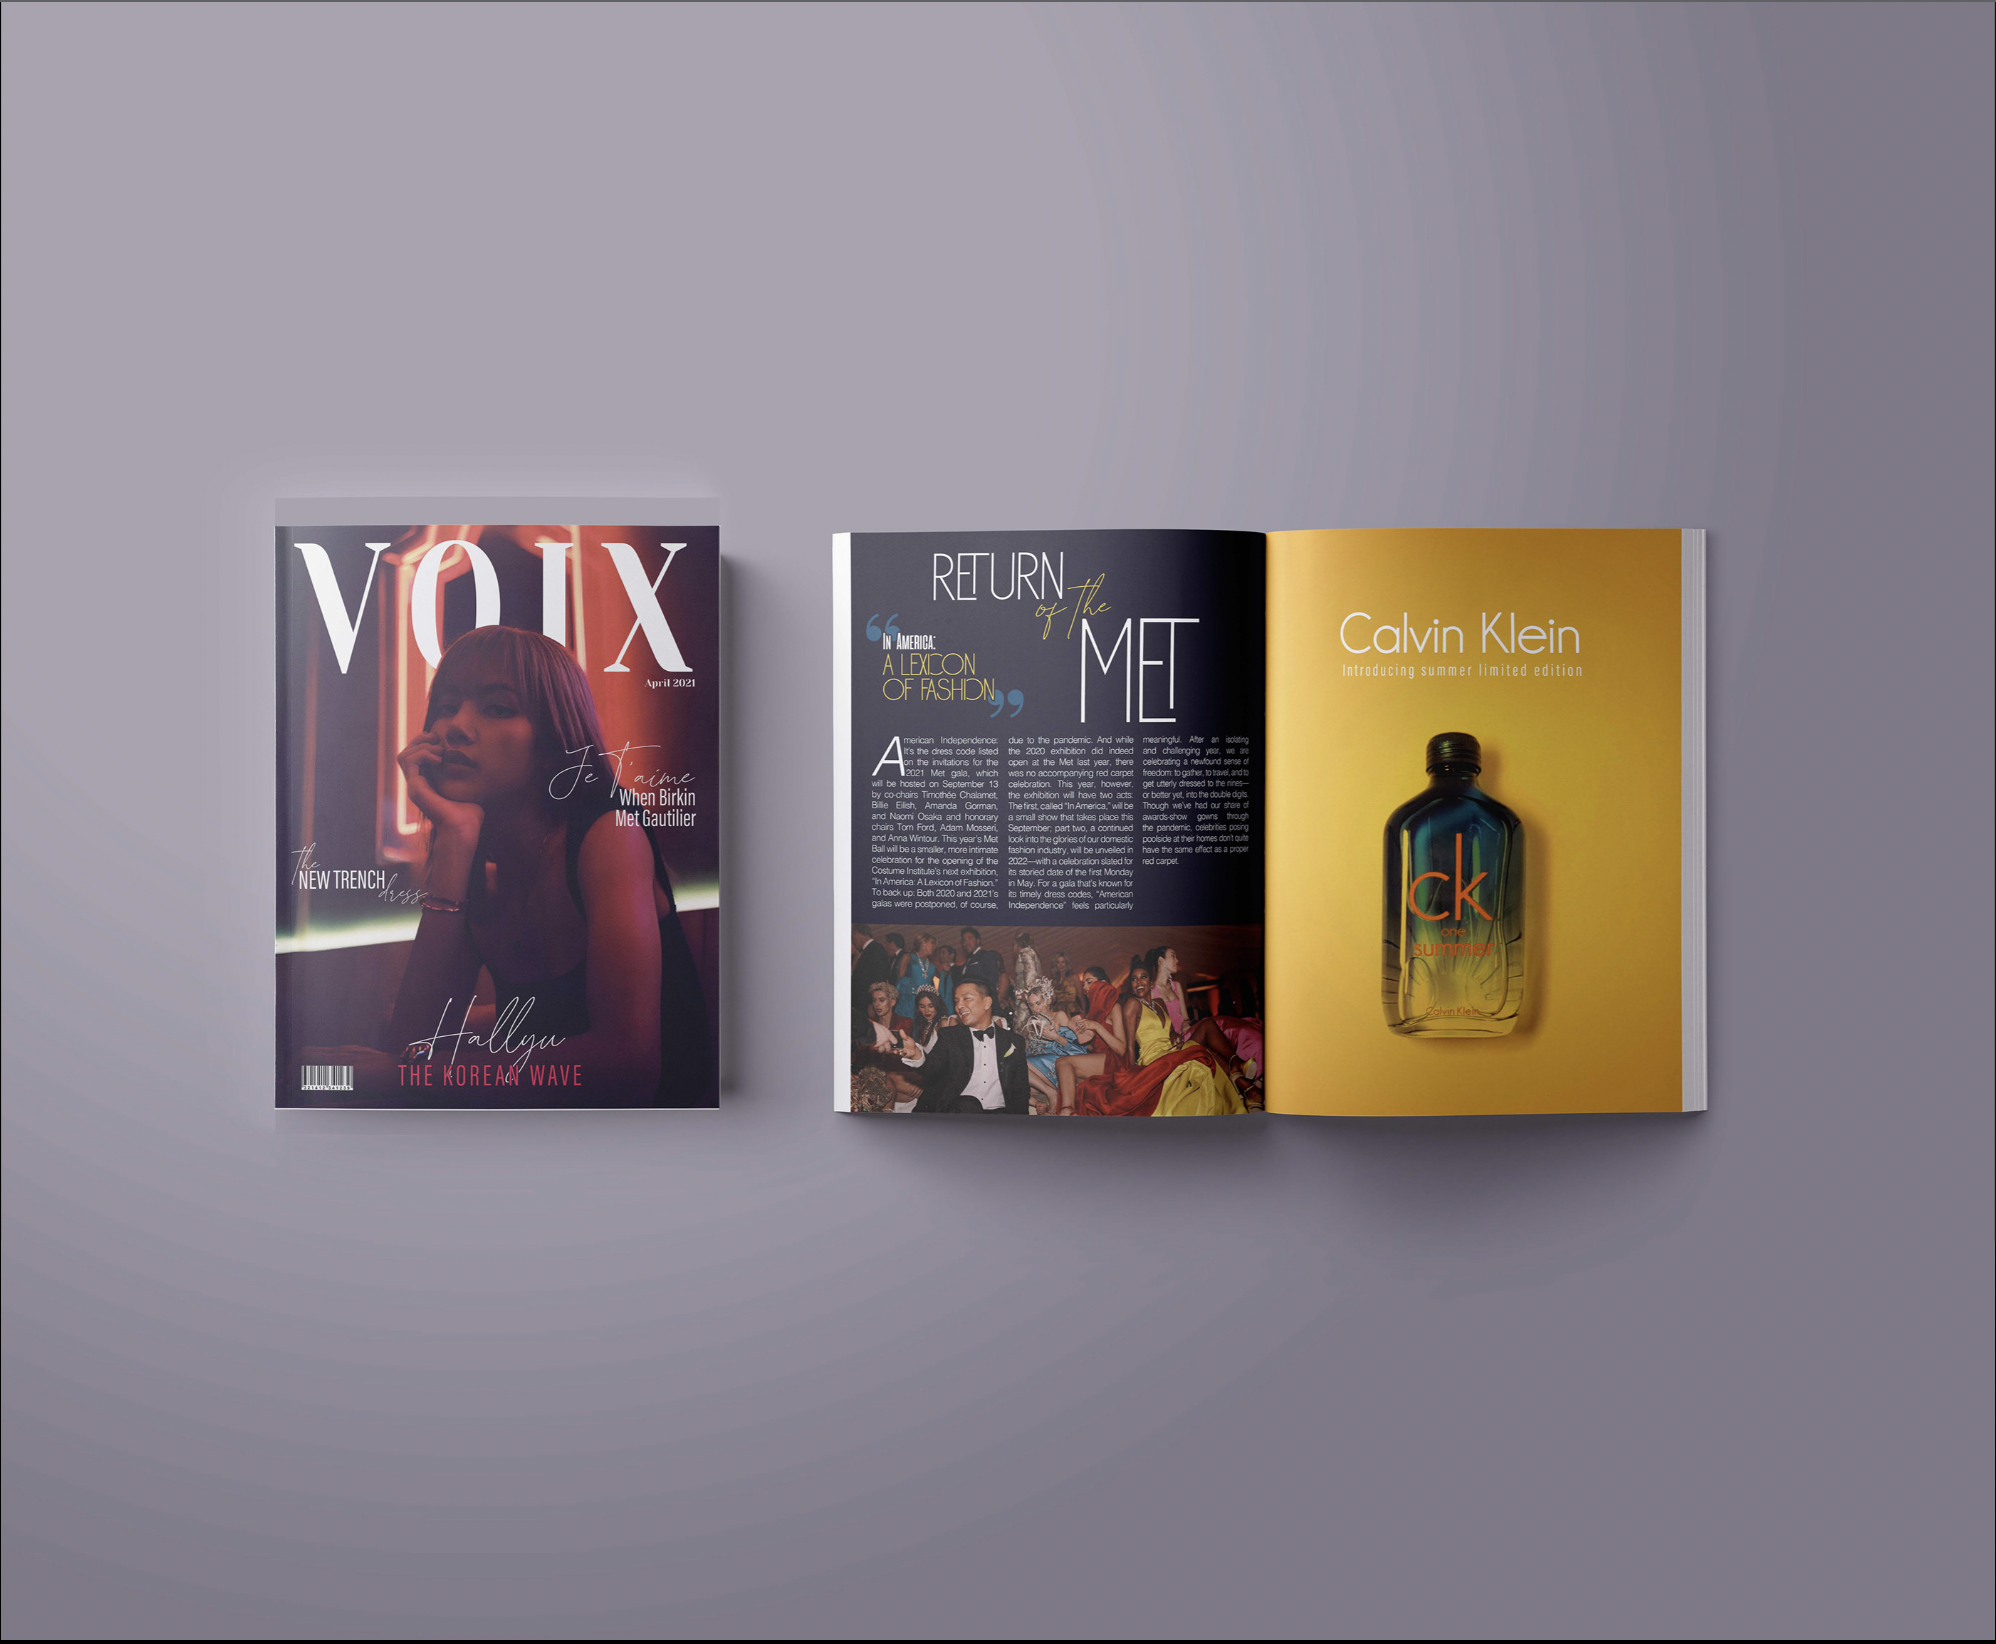 VOIX
April 2021
Je T'aime
When Birkin
Met Gautilier
the
NEW TRENCH
dress
Hallyu
THE KOREAN WAVE
RETURN
of the
MET
“IN AMERICA:
A LEXICON
OF FASHION”
American Independence:
It's the dress code listed
on the invitations for the
2021 Met gala, which
will be hosted on September 13
by co-chairs Timothée Chalamet,
Billie Eilish, Amanda Gorman,
and Naomi Osaka and honorary
chairs Tom Ford, Adam Mosseri,
and Anna Wintour. This year's Met
Ball will be a smaller, more intimate
celebration for the opening of the
Costume Institute's next exhibition,
“In America: A Lexicon of Fashion.”
To back up: Both 2020 and 2021's
galas were postponed, of course,
due to the pandemic. And while
the 2020 exhibition did indeed
open at the Met last year, there
was no accompanying red carpet
celebration. This year, however,
the exhibition will have two acts:
The first, called “In America,” will be
a small show that takes place this
September; part two, a continued
look into the glories of our domestic
fashion industry, will be unveiled in
2022—with a celebration slated for
its storied date of the first Monday
in May. For a gala that's known for
its timely dress codes, “American
Independence” feels particularly
meaningful. After an isolating
and challenging year, we are
celebrating a newfound sense of
freedom: to gather, to travel, and to
get utterly dressed to the nines—
or better yet, into the double digits.
Though we've had our share of
awards-show gowns through
the pandemic, celebrities posing
poolside at their homes don't quite
have the same effect as a proper
red carpet.
Calvin Klein
Introducing summer limited edition
ck
one
summer
Calvin Klein